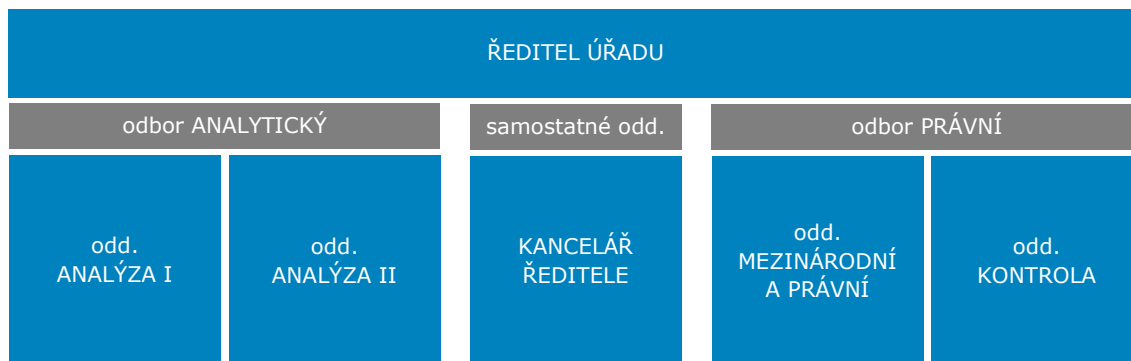 ŘEDITEL ÚŘADU
odbor ANALYTICKÝ
samostatné odd.
odbor PRÁVNÍ
odd.
ANALÝZA I
odd.
ANALÝZA II
KANCELÁŘ
ŘEDITELE
odd.
MEZINÁRODNÍ
A PRÁVNÍ
odd.
KONTROLA